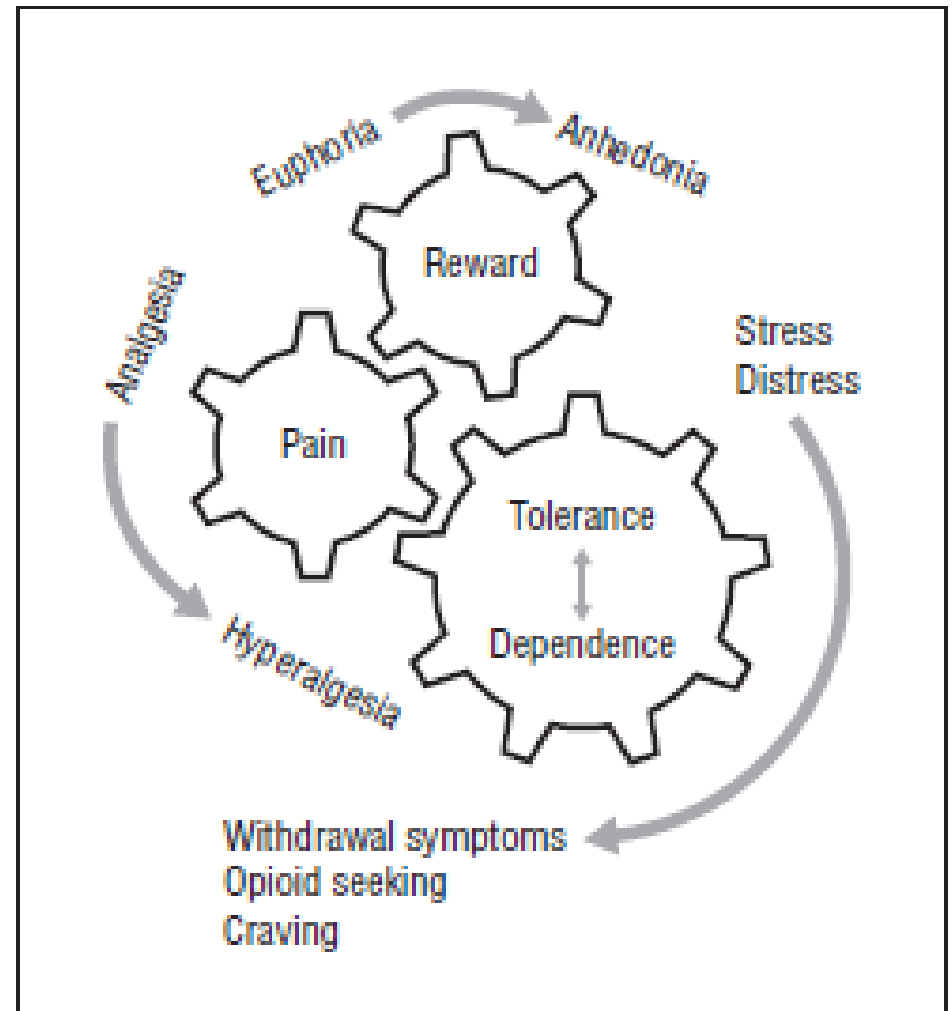 Euphoria
Anhedonia
Reward
Analgesia
Pain
Stress
Distress
Tolerance
Dependence
Hyperalgesia
Withdrawal symptoms
Opioid seeking
Craving